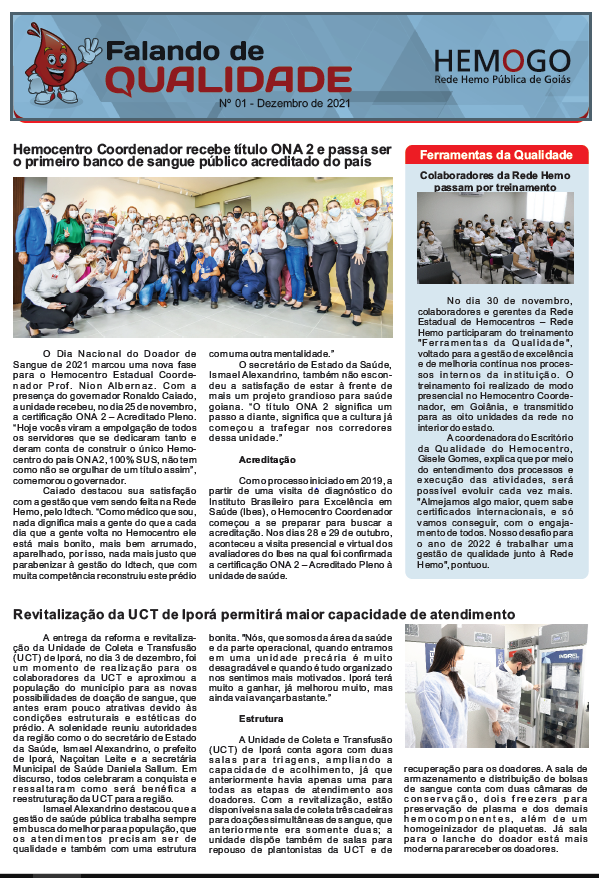 Falando de
QUALIDADE
Nº 01 - Dezembro de 2021
HEMOGO
Rede Hemo Pública de Goiás
Hemocentro Coordenador recebe título ONA 2 e passa ser
o primeiro banco de sangue público acreditado do país
O Dia Nacional do Doador de
Sangue de 2021 marcou uma nova fase
para o Hemocentro Estadual Coorde-
nador Prof. Nion Albernaz. Com a
presença do governador Ronaldo Caiado,
a unidade recebeu, no dia 25 de novembro,
a certificação ONA 2 – Acreditado Pleno.
"Hoje vocês viram a empolgação de todos
os servidores que se dedicaram tanto e
deram conta de construir o único Hemo-
centro do país ONA2, 100% SUS, não tem
como não se orgulhar de um título assim",
comemorou o governador.
Caiado destacou sua satisfação
com a gestão que vem sendo feita na Rede
Hemo, pelo Idtech. "Como médico que sou,
nada dignifica mais a gente do que a cada
dia que a gente volta no Hemocentro ele
está mais bonito, mais bem arrumado,
aparelhado, por isso, nada mais justo que
parabenizar à gestão do Idtech, que com
muita competência reconstruiu este prédio
com uma outra mentalidade."
O secretário de Estado da Saúde,
Ismael Alexandrino, também não escon-
deu a satisfação de estar à frente de
mais um projeto grandioso para saúde
goiana. "O título ONA 2 significa um
passo a diante, significa que a cultura já
começou a trafegar nos corredores
dessa unidade."
Acreditação
Como processo iniciado em 2019, a
partir de uma visita de diagnóstico do
Instituto Brasileiro para Excelência em
Saúde (Ibes), o Hemocentro Coordenador
começou a se preparar para buscar a
acreditação. Nos dias 28 e 29 de outubro,
aconteceu a visita presencial e virtual dos
avaliadores do Ibes na qual foi confirmada
a certificação ONA 2 – Acreditado Pleno à
unidade de saúde.
Ferramentas da Qualidade
Colaboradores da Rede Hemo
passam por treinamento
No dia 30 de novembro,
colaboradores e gerentes da Rede
Estadual de Hemocentros – Rede
Hemo participaram do treinamento
"Ferramentas da Qualidade",
voltado para a gestão de excelência
e de melhoria contínua nos proces-
sos internos da instituição. O
treinamento foi realizado de modo
presencial no Hemocentro Coorde-
nador, em Goiânia, e transmitido
para as oito unidades da rede no
interior do estado.
A coordenadora do Escritório
da Qualidade do Hemocentro,
Gisele Gomes, explica que por meio
do entendimento dos processos e
execução das atividades, será
possível evoluir cada vez mais.
"Almejamos algo maior, quem sabe
certificados internacionais, e só
vamos conseguir, com o engaja-
mento de todos. Nosso desafio para
o ano de 2022 é trabalhar uma
gestão de qualidade junto à Rede
Hemo", pontuou.
Revitalização da UCT de Iporá permitirá maior capacidade de atendimento
A entrega da reforma e revitaliza-
ção da Unidade de Coleta e Transfusão
(UCT) de Iporá, no dia 3 de dezembro, foi
um momento de realização para os
colaboradores da UCT e aproximou a
população do município para as novas
possibilidades de doação de sangue, que
antes eram pouco atrativas devido às
condições estruturais e estéticas do
prédio. A solenidade reuniu autoridades
da região como o do secretário de Estado
da Saúde, Ismael Alexandrino, o prefeito
de Iporá, Naçoitan Leite e a secretária
Municipal de Saúde Daniela Sallum. Em
discurso, todos celebraram a conquista e
ressaltaram como será benéfica a
reestruturação da UCT para a região.
Ismael Alexandrino destacou que a
gestão de saúde pública trabalha sempre
em busca do melhor para a população, que
os atendimentos precisam ser de
qualidade e também com uma estrutura
bonita. "Nós, que somos da área da saúde
e da parte operacional, quando entramos
em uma unidade precária é muito
desagradável e quando é tudo organizado
nos sentimos mais motivados. Iporá terá
muito a ganhar, já melhorou muito, mas
ainda vai avançar bastante."
Estrutura
A Unidade de Coleta e Transfusão
(UCT) de Iporá conta agora com duas
salas para triagens, ampliando a
capacidade de acolhimento, já que
anteriormente havia apenas uma para
todas as etapas de atendimento aos
doadores. Com a revitalização, estão
disponíveis na sala de coleta três cadeiras
para doações simultâneas de sangue, que
anteriormente era somente duas; a
unidade dispõe também de salas para
repouso de plantonistas da UCT e de
recuperação para os doadores. A sala de
armazenamento e distribuição de bolsas
de sangue conta com duas câmaras de
conservação, dois freezers para
preservação de plasma e dos demais
hemocomponentes, além de um
homogeinizador de plaquetas. Já sala
para o lanche do doador está mais
moderna para receber os doadores.